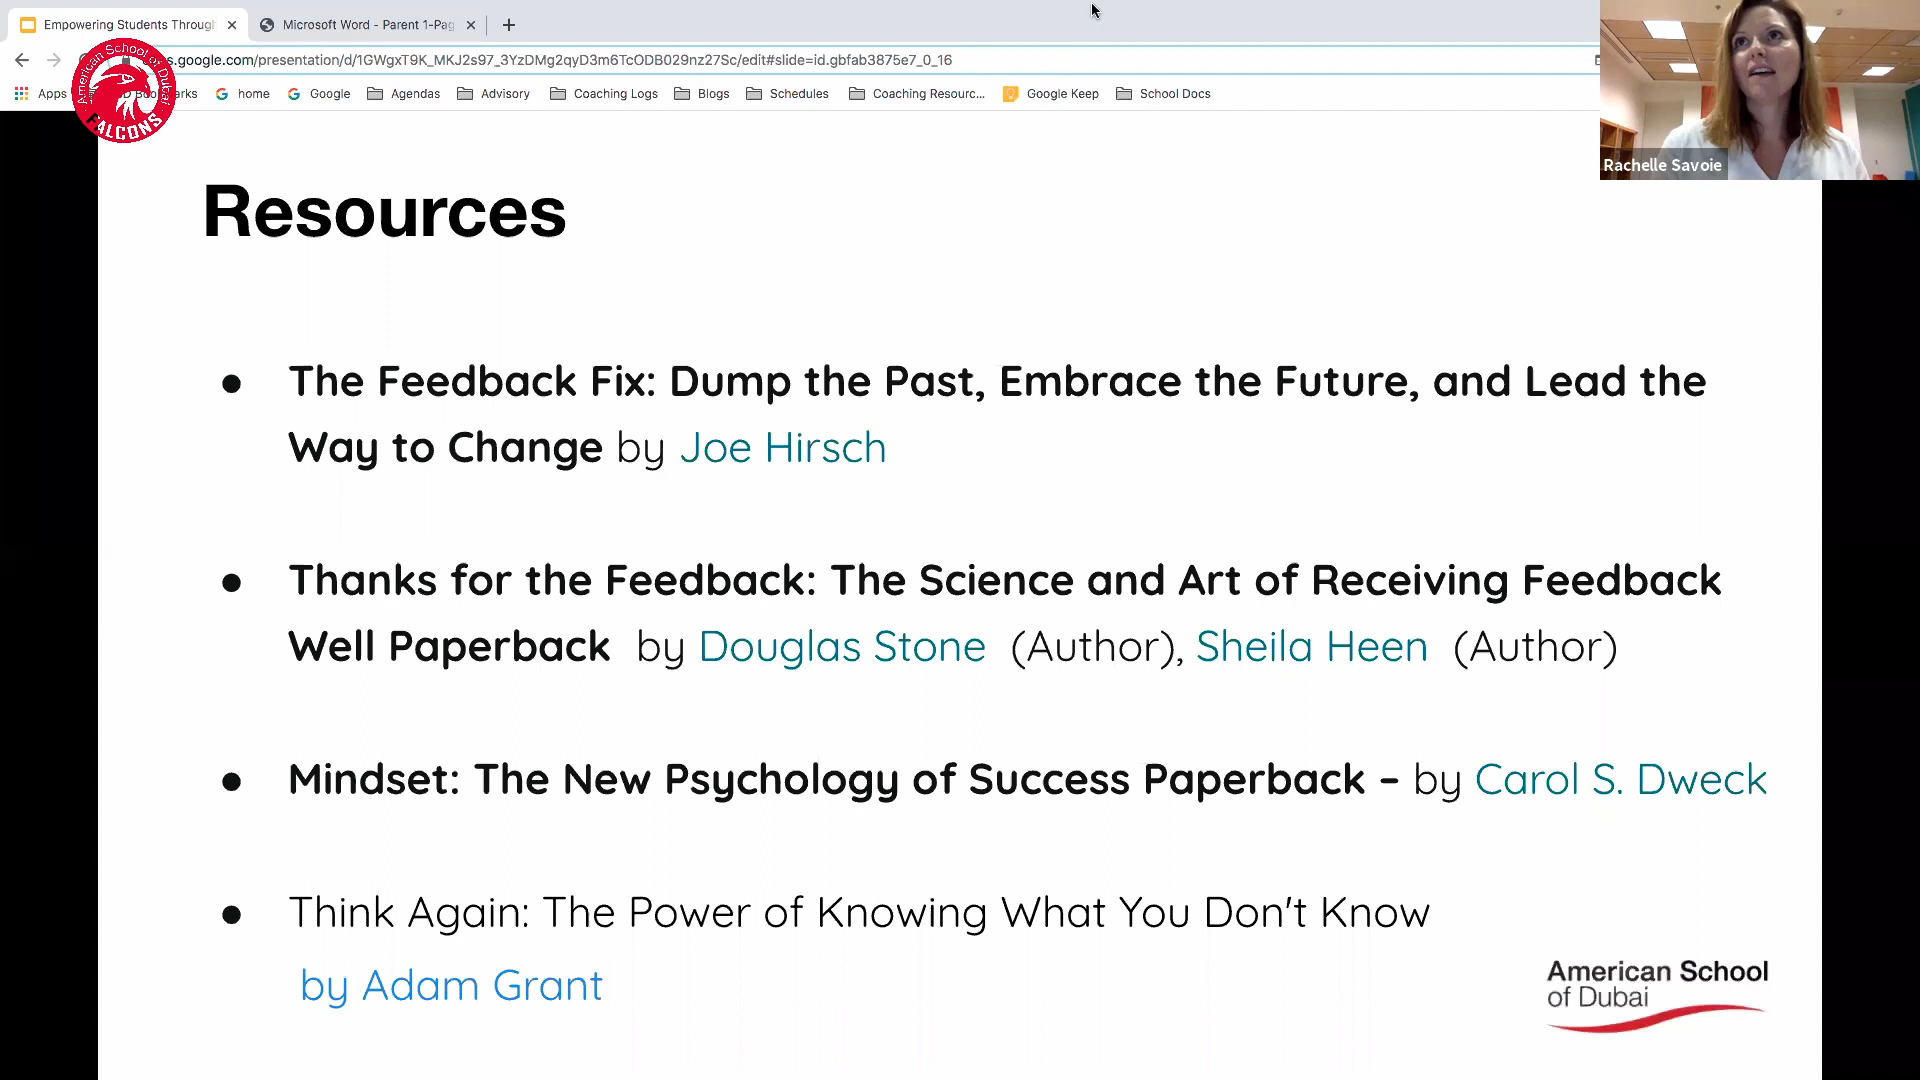 Empowering Students Through
Microsoft Word - Parent 1-Pag
s.google.com/presentation/d/1GWgxT9K_MKJ2s97_3YzDMg2qyD3m6TcODB029nz27Sc/edit#slide=id.gbfab3875e7_0_16
Apps
home
Google
Agendas
Advisory
Coaching Logs
Blogs
Schedules
Coaching Resourc...
Google Keep
School Docs
American School of Dubai
FALCONS
Rachelle Savoie
Resources
● The Feedback Fix: Dump the Past, Embrace the Future, and Lead the
Way to Change by Joe Hirsch
● Thanks for the Feedback: The Science and Art of Receiving Feedback
Well Paperback by Douglas Stone (Author), Sheila Heen (Author)
● Mindset: The New Psychology of Success Paperback – by Carol S. Dweck
● Think Again: The Power of Knowing What You Don't Know
by Adam Grant
American School
of Dubai